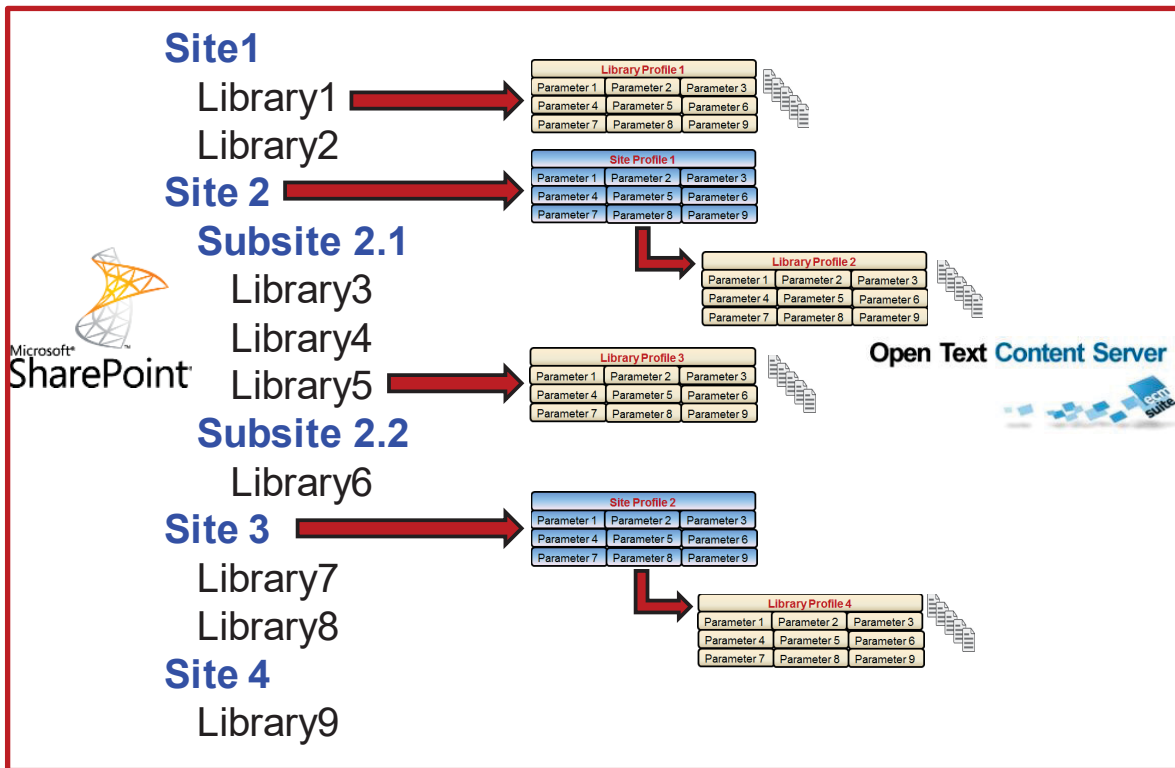 Site1
Library1
Library2
Site 2
Subsite 2.1
Library3
Library4
Library5
Subsite 2.2
Library6
Site 3
Library7
Library8
Site 4
Library9
Microsoft®
SharePoint®
Library Profile 1
Parameter 1 Parameter 2 Parameter 3
Parameter 4 Parameter 5 Parameter 6
Parameter 7 Parameter 8 Parameter 9
Site Profile 1
Parameter 1 Parameter 2 Parameter 3
Parameter 4 Parameter 5 Parameter 6
Parameter 7 Parameter 8 Parameter 9
Library Profile 2
Parameter 1 Parameter 2 Parameter 3
Parameter 4 Parameter 5 Parameter 6
Parameter 7 Parameter 8 Parameter 9
Library Profile 3
Parameter 1 Parameter 2 Parameter 3
Parameter 4 Parameter 5 Parameter 6
Parameter 7 Parameter 8 Parameter 9
Site Profile 2
Parameter 1 Parameter 2 Parameter 3
Parameter 4 Parameter 5 Parameter 6
Parameter 7 Parameter 8 Parameter 9
Library Profile 4
Parameter 1 Parameter 2 Parameter 3
Parameter 4 Parameter 5 Parameter 6
Parameter 7 Parameter 8 Parameter 9
Open Text Content Server
ecm
suite